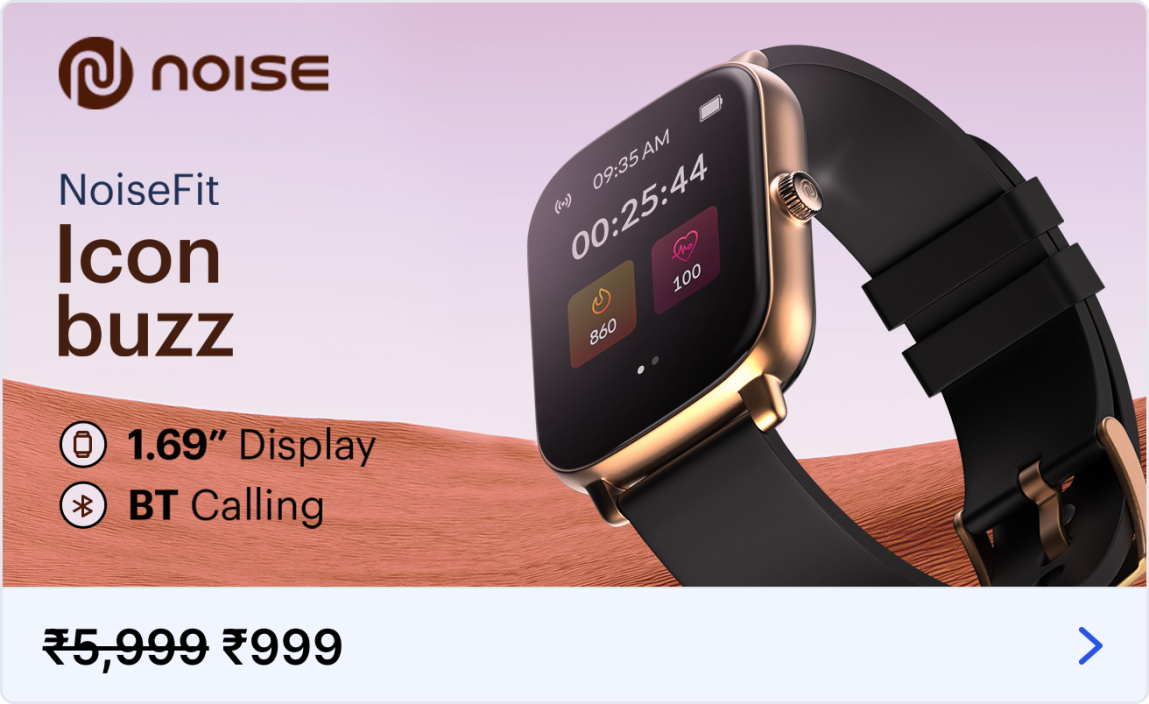 NOISE
NoiseFit
Icon
buzz
1.69” Display
BT Calling
09:35 AM
00:25:44
860
100
₹5,999 ₹999